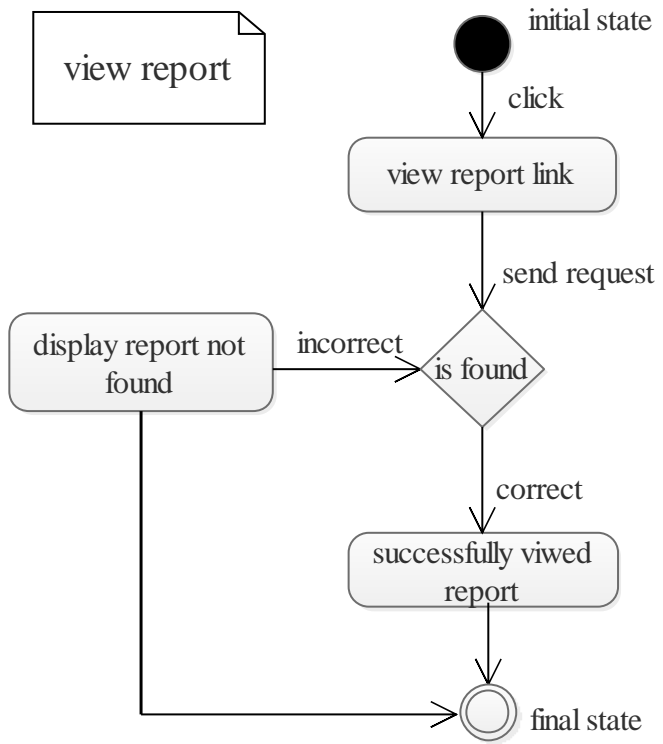 initial state
view report
click
view report link
send request
display report not
found
incorrect
is found
correct
successfully viwed
report
final state